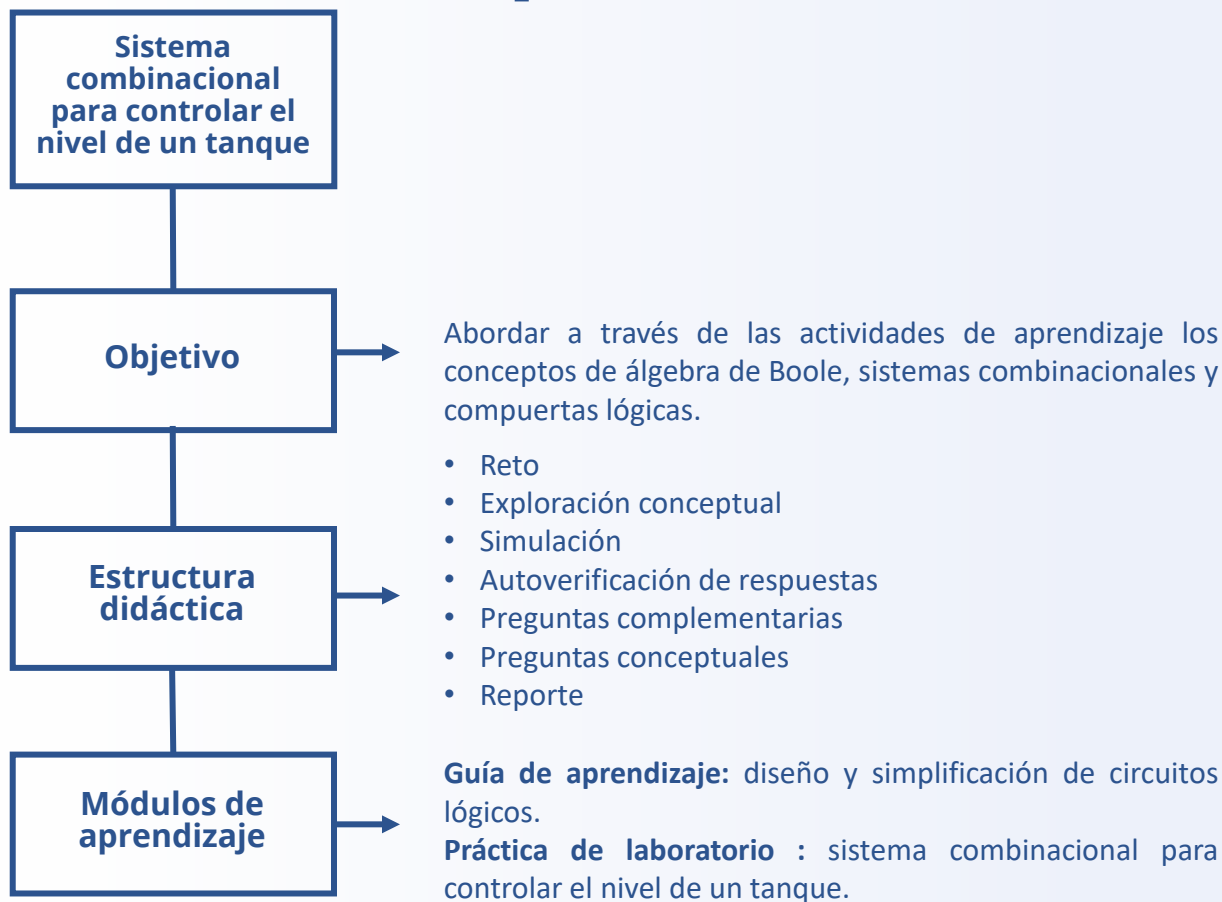 Sistema
combinacional
para controlar el
nivel de un tanque
Objetivo
Abordar a través de las actividades de aprendizaje los
conceptos de álgebra de Boole, sistemas combinacionales y
compuertas lógicas.
Estructura
didáctica
• Reto
• Exploración conceptual
• Simulación
• Autoverificación de respuestas
• Preguntas complementarias
• Preguntas conceptuales
• Reporte
Módulos de
aprendizaje
Guía de aprendizaje: diseño y simplificación de circuitos
lógicos.
Práctica de laboratorio : sistema combinacional para
controlar el nivel de un tanque.